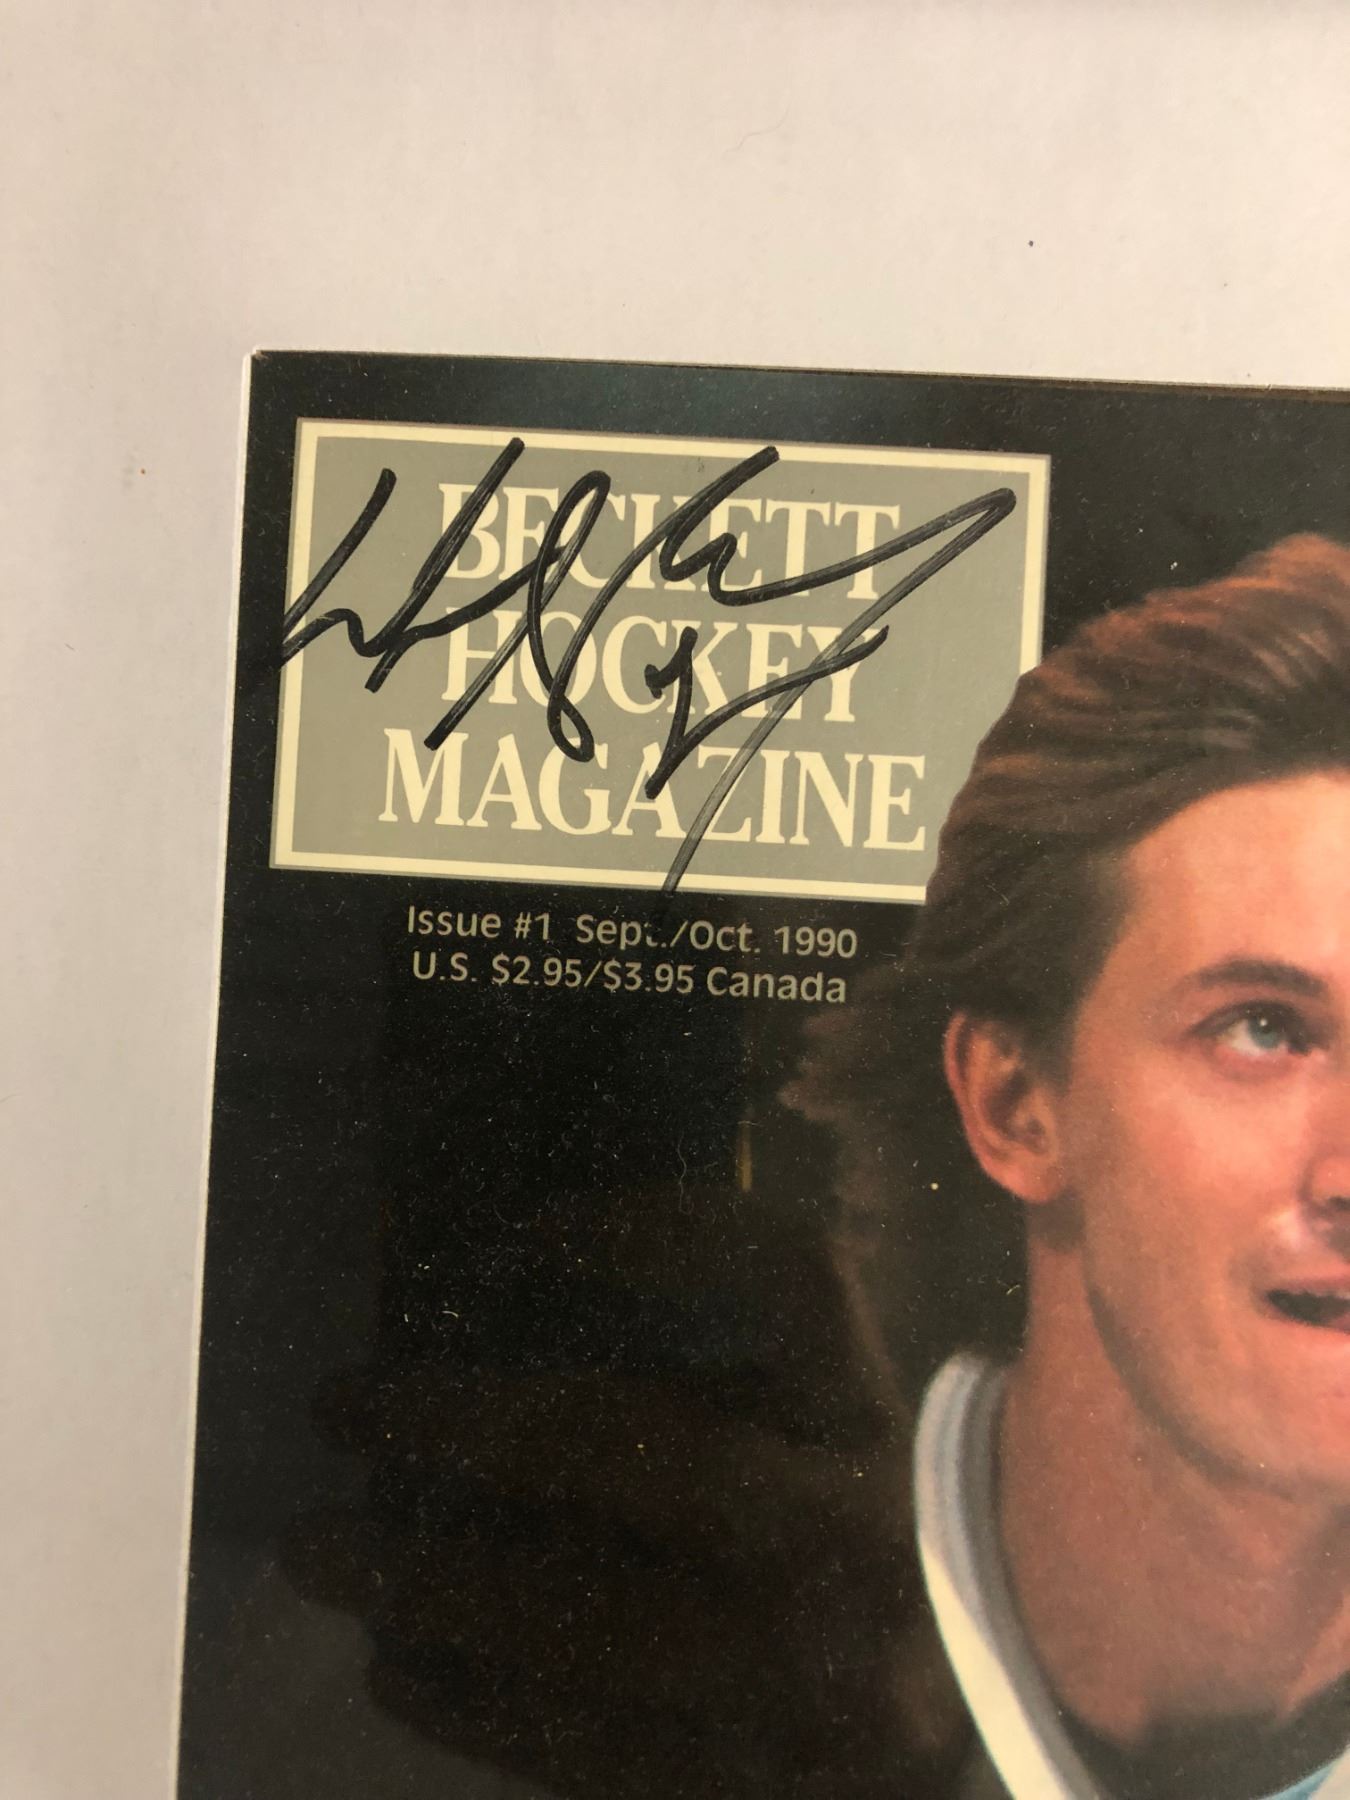 BECKETT
HOCKEY
MAGAZINE
Issue #1 Sept./Oct. 1990
U.S. $2.95/$3.95 Canada